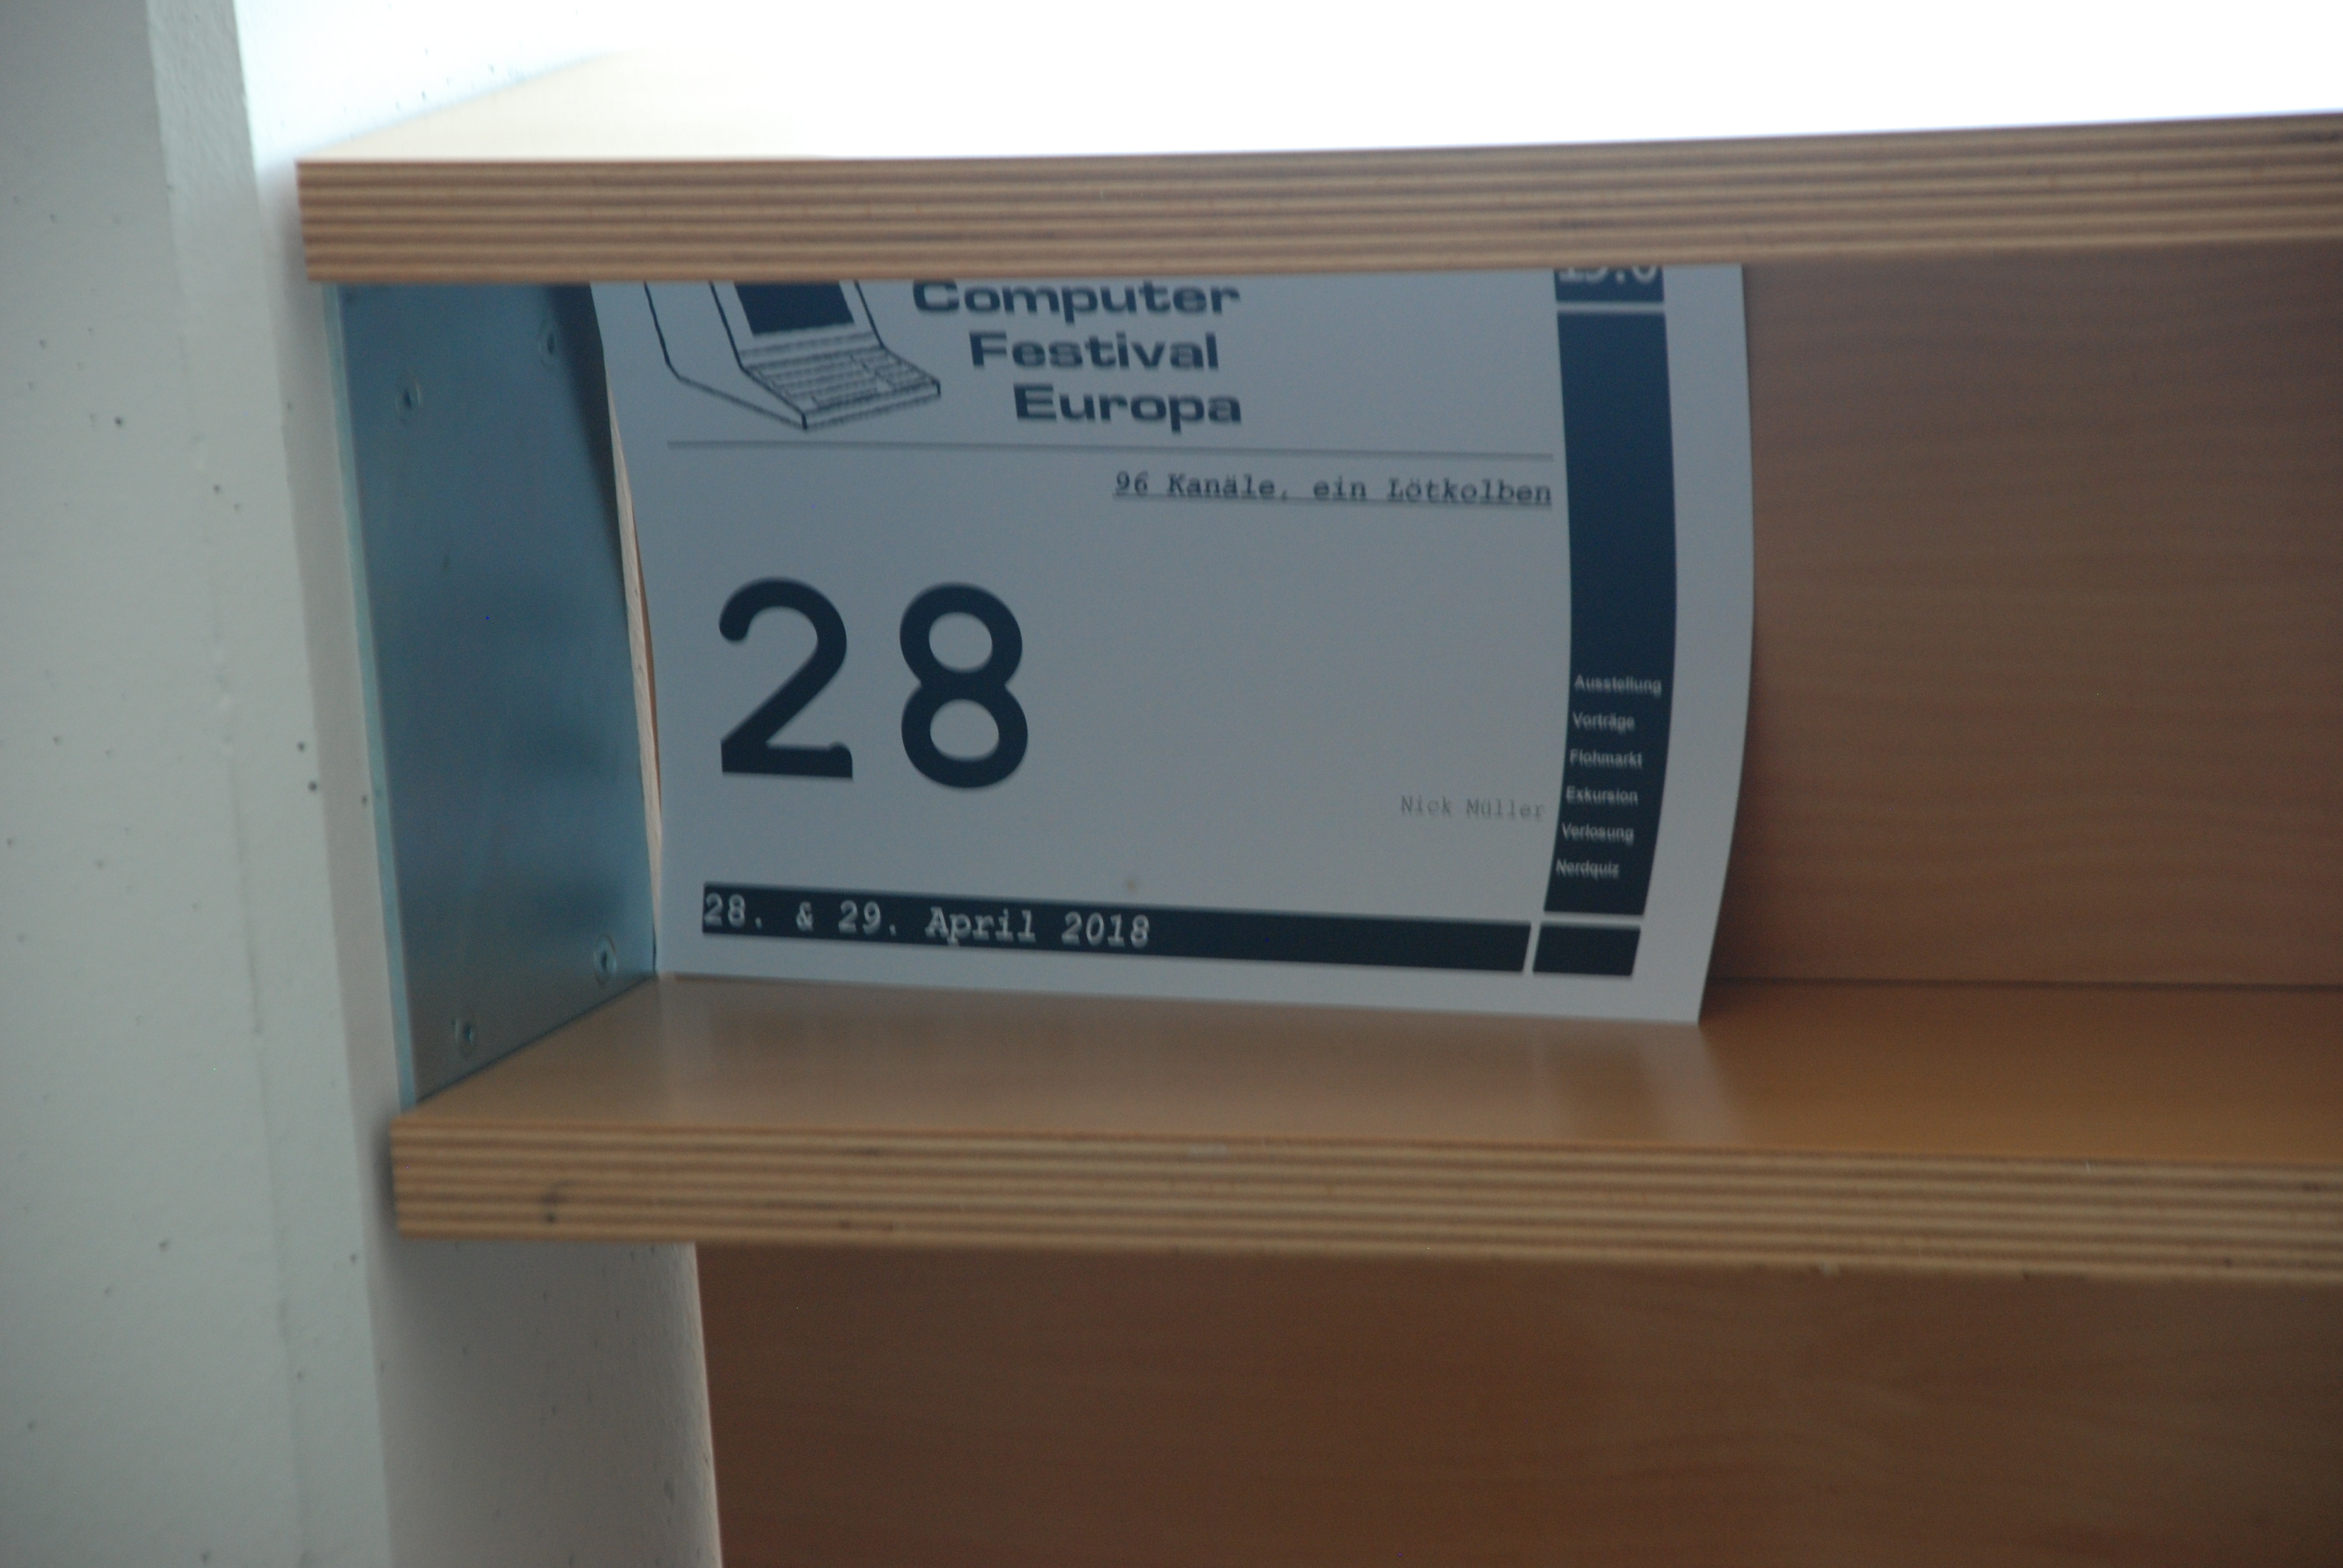 Computer
Festival
Europa
96 Kanäle, ein Lötkolben
28
Nick Müller
Ausstellung
Vorträge
Flohmarkt
Exkursion
Verlosung
Nerdquiz
28. & 29. April 2018